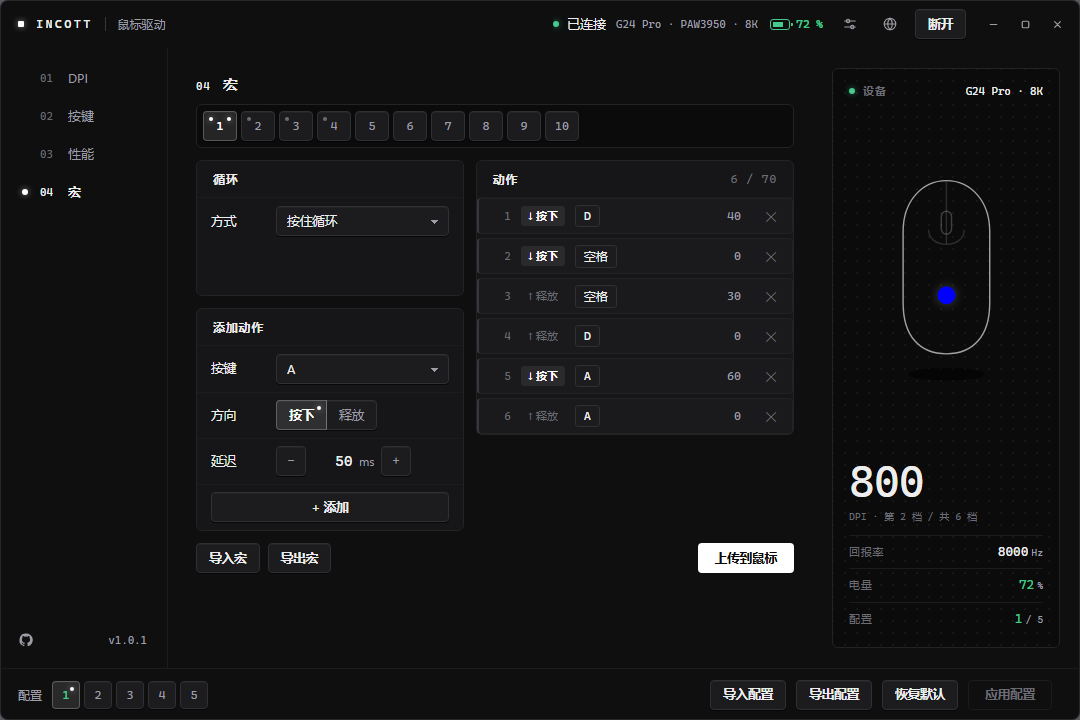 INCOTT 鼠标驱动 已连接 G24 Pro · PAW3950 · 8K 72 % 断开
01 DPI
02 按键
03 性能
04 宏
04 宏
1 2 3 4 5 6 7 8 9 10
循环
方式 按住循环
添加动作
按键 A
方向 按下 释放
延迟 − 50 ms +
+ 添加
导入宏 导出宏
动作 6 / 70
1 ↓按下 D 40
2 ↓按下 空格 0
3 ↑释放 空格 30
4 ↑释放 D 0
5 ↓按下 A 60
6 ↑释放 A 0
上传到鼠标
设备 G24 Pro · 8K
800
DPI · 第 2 档 / 共 6 档
回报率 8000 Hz
电量 72 %
配置 1 / 5
v1.0.1
配置 1 2 3 4 5
导入配置 导出配置 恢复默认 应用配置